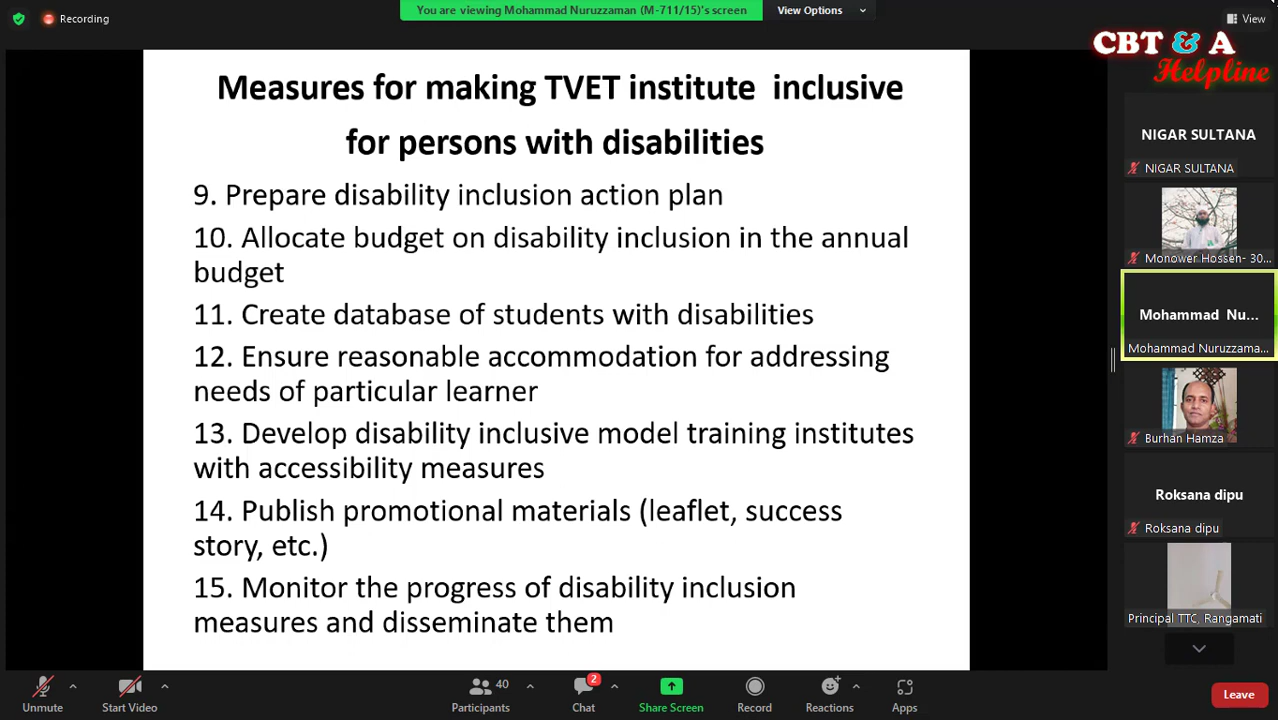 Recording
You are viewing Mohammad Nuruzzaman (M-711/15)'s screen
View Options
View
CBT & A
Helpline
Measures for making TVET institute inclusive
for persons with disabilities
9. Prepare disability inclusion action plan
10. Allocate budget on disability inclusion in the annual
budget
11. Create database of students with disabilities
12. Ensure reasonable accommodation for addressing
needs of particular learner
13. Develop disability inclusive model training institutes
with accessibility measures
14. Publish promotional materials (leaflet, success
story, etc.)
15. Monitor the progress of disability inclusion
measures and disseminate them
NIGAR SULTANA
NIGAR SULTANA
Monower Hossen- 30...
Mohammad Nu...
Mohammad Nuruzzama...
Burhan Hamza
Roksana dipu
Roksana dipu
Principal TTC, Rangamati
Unmute
Start Video
40
Participants
2
Chat
Share Screen
Record
Reactions
Apps
Leave